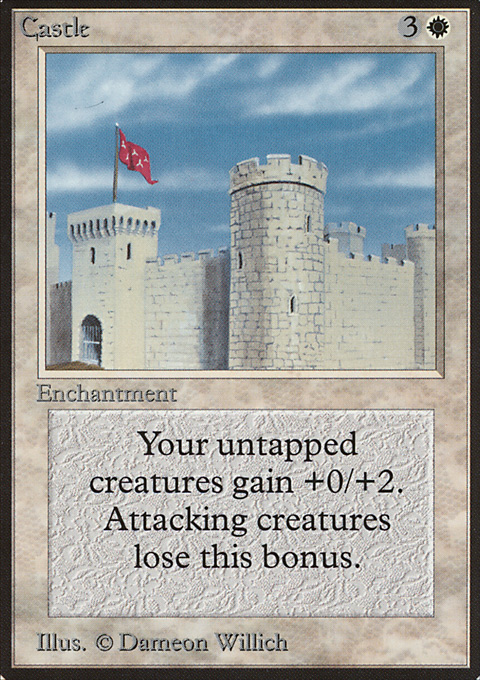 Castle 3
Enchantment
Your untapped
creatures gain +0/+2.
Attacking creatures
lose this bonus.
Illus. © Dameon Willich